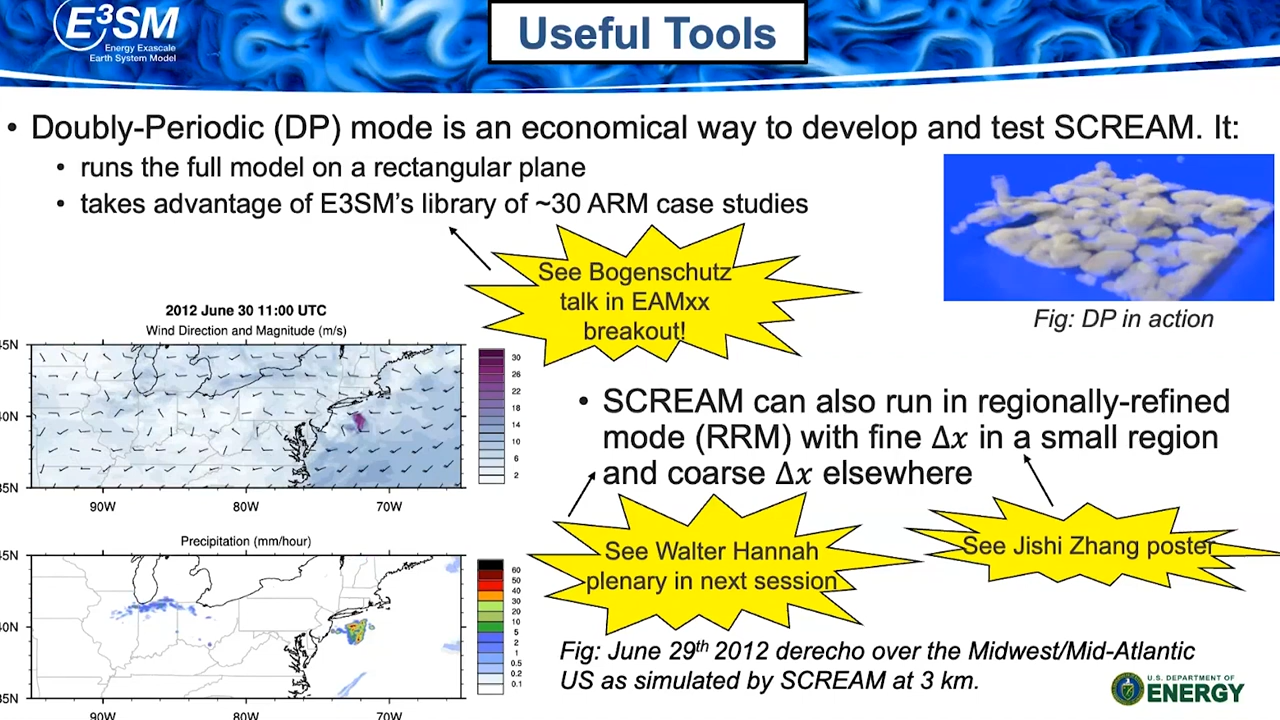 E³SM
Energy Exascale
Earth System Model
Useful Tools
• Doubly-Periodic (DP) mode is an economical way to develop and test SCREAM. It:
• runs the full model on a rectangular plane
• takes advantage of E3SM's library of ~30 ARM case studies
See Bogenschutz
talk in EAMxx
breakout!
Fig: DP in action
2012 June 30 11:00 UTC
Wind Direction and Magnitude (m/s)
45N
40N
35N
90W 80W 70W
30
26
22
18
14
10
6
2
• SCREAM can also run in regionally-refined
mode (RRM) with fine Δx in a small region
and coarse Δx elsewhere
See Walter Hannah
plenary in next session
See Jishi Zhang poster
Precipitation (mm/hour)
45N
40N
35N
90W 80W 70W
60
50
40
30
20
10
5
2
1
0.5
0.2
0.1
Fig: June 29th 2012 derecho over the Midwest/Mid-Atlantic
US as simulated by SCREAM at 3 km.
U.S. DEPARTMENT OF
ENERGY